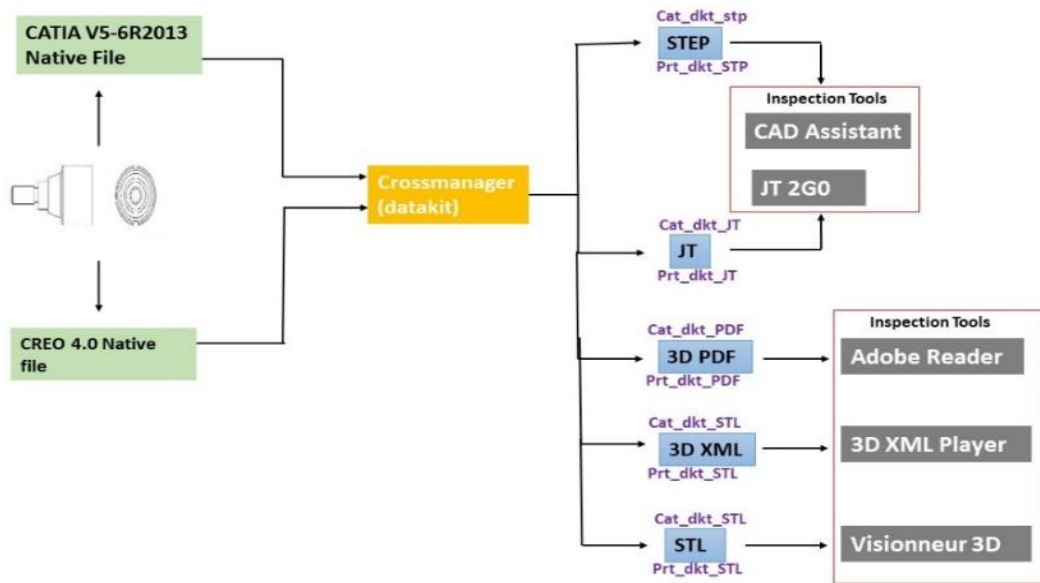 CATIA V5-6R2013
Native File
CREO 4.0 Native
file
Crossmanager
(datakit)
Cat_dkt_stp
STEP
Prt_dkt_STP
Inspection Tools
CAD Assistant
JT 2G0
Cat_dkt_JT
JT
Prt_dkt_JT
Cat_dkt_PDF
3D PDF
Prt_dkt_PDF
Cat_dkt_STL
3D XML
Prt_dkt_STL
Cat_dkt_STL
STL
Prt_dkt_STL
Inspection Tools
Adobe Reader
3D XML Player
Visionneur 3D